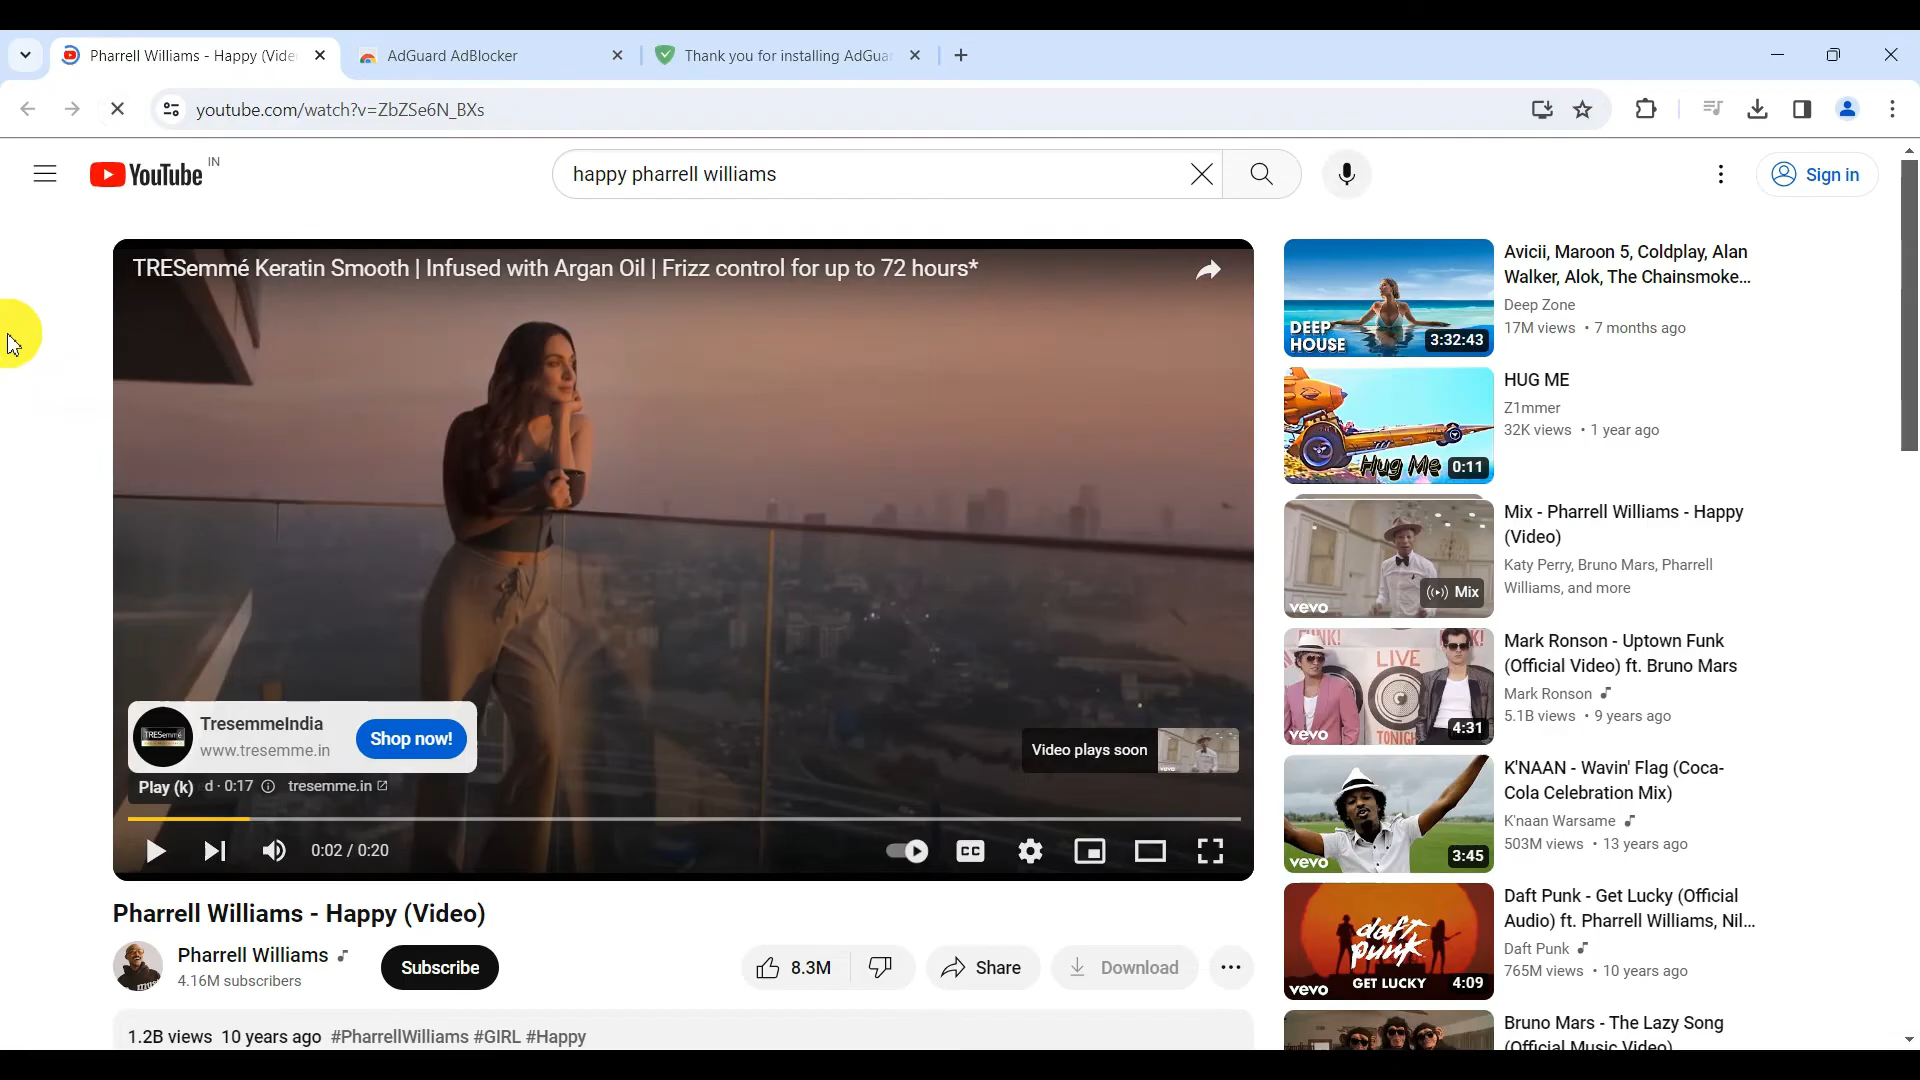 Pharrell Williams - Happy (Vide
AdGuard AdBlocker
Thank you for installing AdGua
youtube.com/watch?v=ZbZSe6N_BXs
YouTube IN
happy pharrell williams
Sign in
TRESemmé Keratin Smooth | Infused with Argan Oil | Frizz control for up to 72 hours*
TRESemmé
TresemmeIndia
www.tresemme.in
Shop now!
Video plays soon
vevo
Play (k)
d · 0:17
tresemme.in
0:02 / 0:20
CC
Pharrell Williams - Happy (Video)
Pharrell Williams
4.16M subscribers
Subscribe
8.3M
Share
Download
1.2B views 10 years ago #PharrellWilliams #GIRL #Happy
DEEP
HOUSE
3:32:43
Avicii, Maroon 5, Coldplay, Alan
Walker, Alok, The Chainsmoke...
Deep Zone
17M views • 7 months ago
Hug Me
0:11
HUG ME
Z1mmer
32K views • 1 year ago
vevo
Mix
Mix - Pharrell Williams - Happy
(Video)
Katy Perry, Bruno Mars, Pharrell
Williams, and more
LIVE
vevo
4:31
Mark Ronson - Uptown Funk
(Official Video) ft. Bruno Mars
Mark Ronson
5.1B views • 9 years ago
vevo
3:45
K'NAAN - Wavin' Flag (Coca-
Cola Celebration Mix)
K'naan Warsame
503M views • 13 years ago
daft
punk
GET LUCKY
vevo
4:09
Daft Punk - Get Lucky (Official
Audio) ft. Pharrell Williams, Nil...
Daft Punk
765M views • 10 years ago
Bruno Mars - The Lazy Song
(Official Music Video)